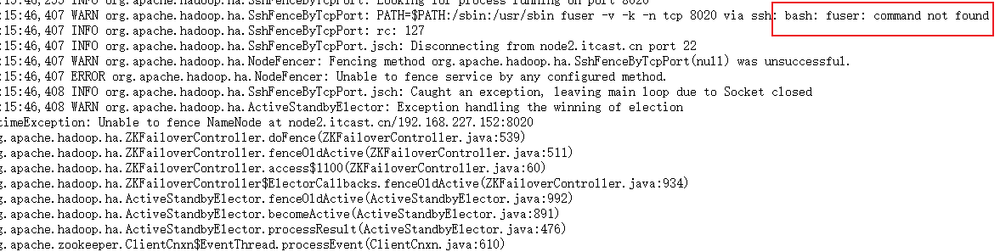 :15:46,255 INFO org.apache.hadoop.ha.SshFenceByTcpPort: Looking for process running on port 8020
:15:46,407 WARN org.apache.hadoop.ha.SshFenceByTcpPort: PATH=$PATH:/sbin:/usr/sbin fuser -v -k -n tcp 8020 via ssh: bash: fuser: command not found
:15:46,407 INFO org.apache.hadoop.ha.SshFenceByTcpPort: rc: 127
:15:46,407 INFO org.apache.hadoop.ha.SshFenceByTcpPort.jsch: Disconnecting from node2.itcast.cn port 22
:15:46,407 WARN org.apache.hadoop.ha.NodeFencer: Fencing method org.apache.hadoop.ha.SshFenceByTcpPort(null) was unsuccessful.
:15:46,407 ERROR org.apache.hadoop.ha.NodeFencer: Unable to fence service by any configured method.
:15:46,408 INFO org.apache.hadoop.ha.SshFenceByTcpPort.jsch: Caught an exception, leaving main loop due to Socket closed
:15:46,408 WARN org.apache.hadoop.ha.ActiveStandbyElector: Exception handling the winning of election
timeException: Unable to fence NameNode at node2.itcast.cn/192.168.227.152:8020
g.apache.hadoop.ha.ZKFailoverController.doFence(ZKFailoverController.java:539)
g.apache.hadoop.ha.ZKFailoverController.fenceOldActive(ZKFailoverController.java:511)
g.apache.hadoop.ha.ZKFailoverController.access$1100(ZKFailoverController.java:60)
g.apache.hadoop.ha.ZKFailoverController$ElectorCallbacks.fenceOldActive(ZKFailoverController.java:934)
g.apache.hadoop.ha.ActiveStandbyElector.fenceOldActive(ActiveStandbyElector.java:992)
g.apache.hadoop.ha.ActiveStandbyElector.becomeActive(ActiveStandbyElector.java:891)
g.apache.hadoop.ha.ActiveStandbyElector.processResult(ActiveStandbyElector.java:476)
g.apache.zookeeper.ClientCnxn$EventThread.processEvent(ClientCnxn.java:610)